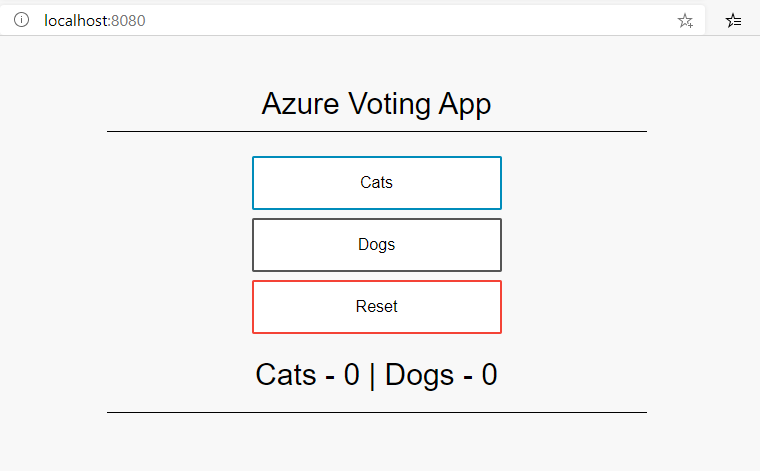 localhost:8080
Azure Voting App
Cats
Dogs
Reset
Cats - 0 | Dogs - 0